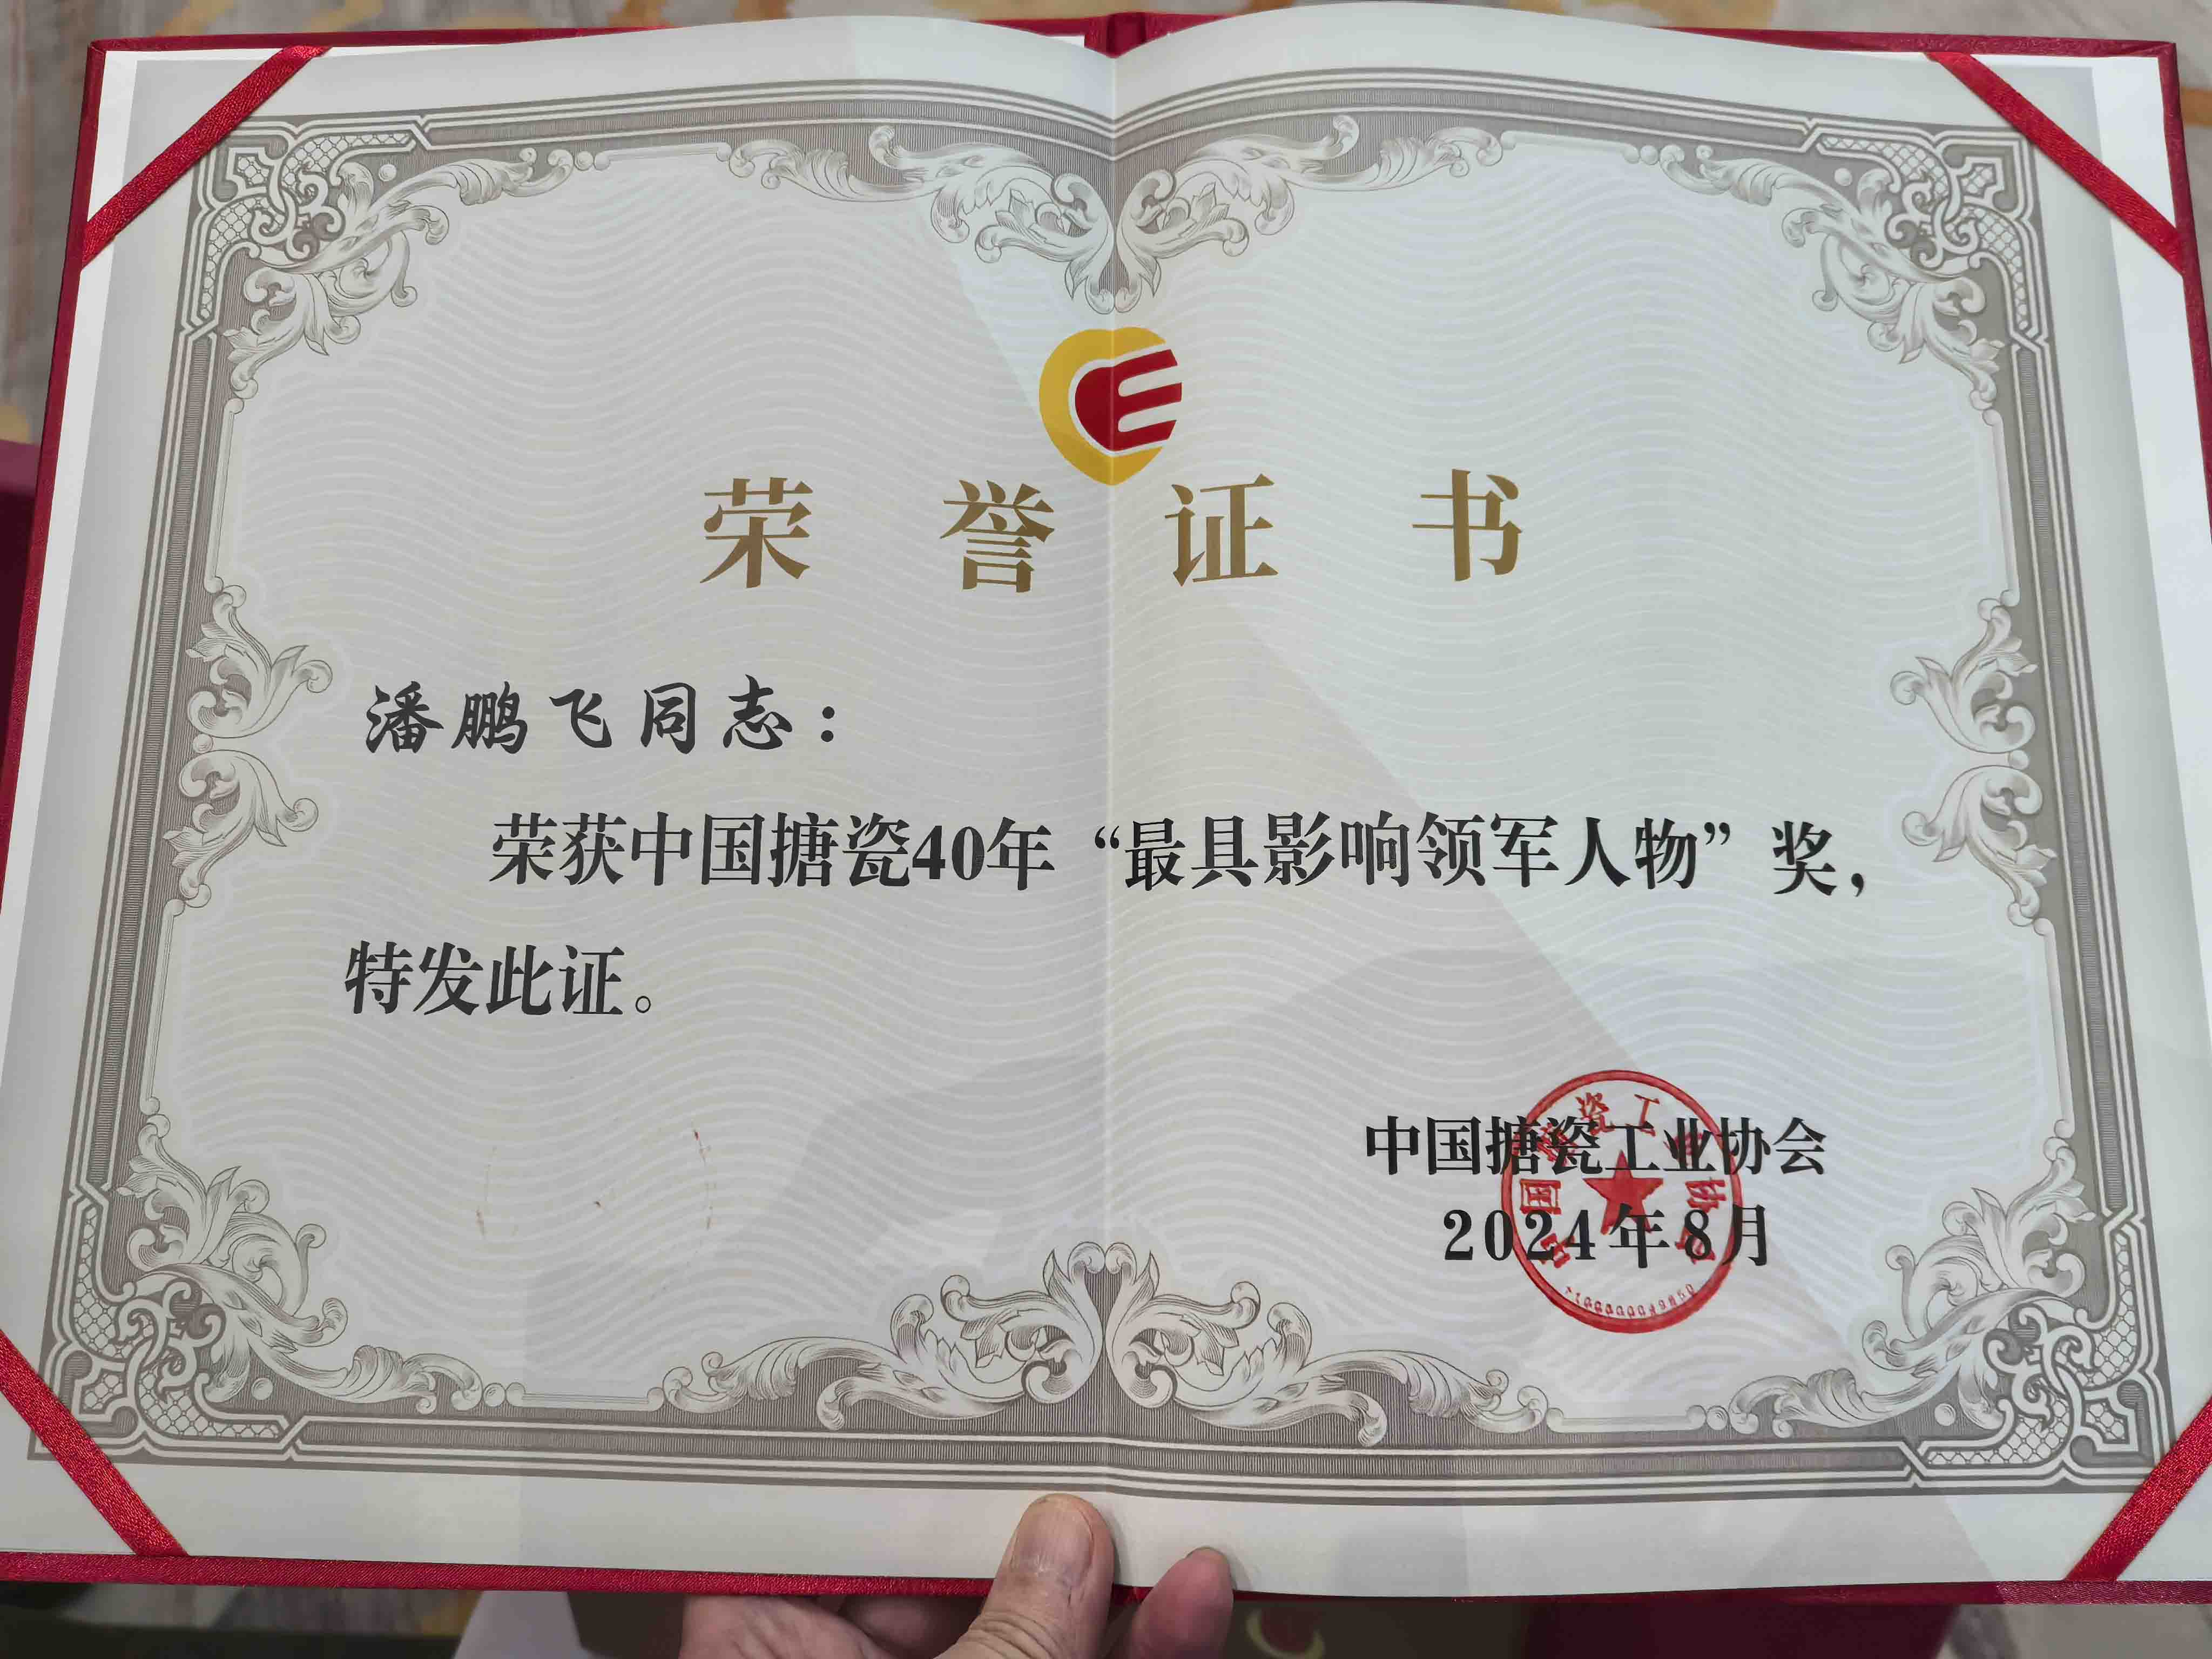 荣誉证书
潘鹏飞同志：
荣获中国搪瓷40年“最具影响领军人物”奖，
特发此证。
中国搪瓷工业协会
2024年8月